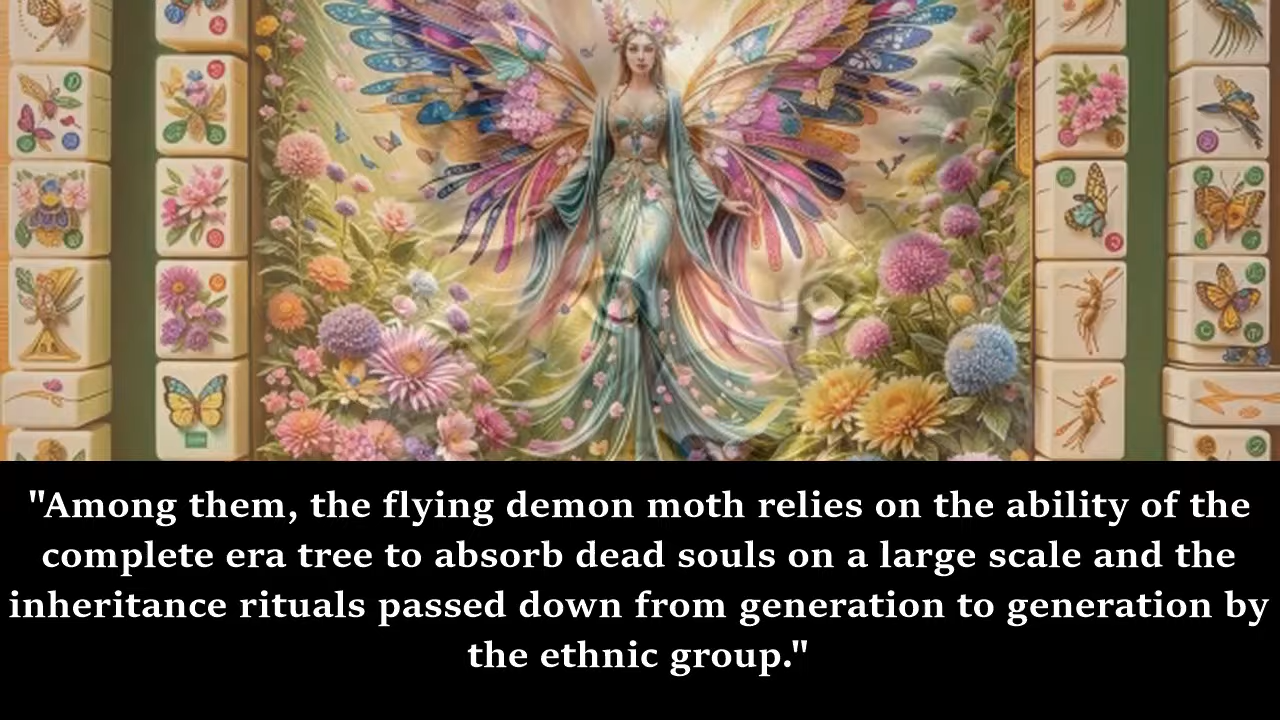 "Among them, the flying demon moth relies on the ability of the
complete era tree to absorb dead souls on a large scale and the
inheritance rituals passed down from generation to generation by
the ethnic group."